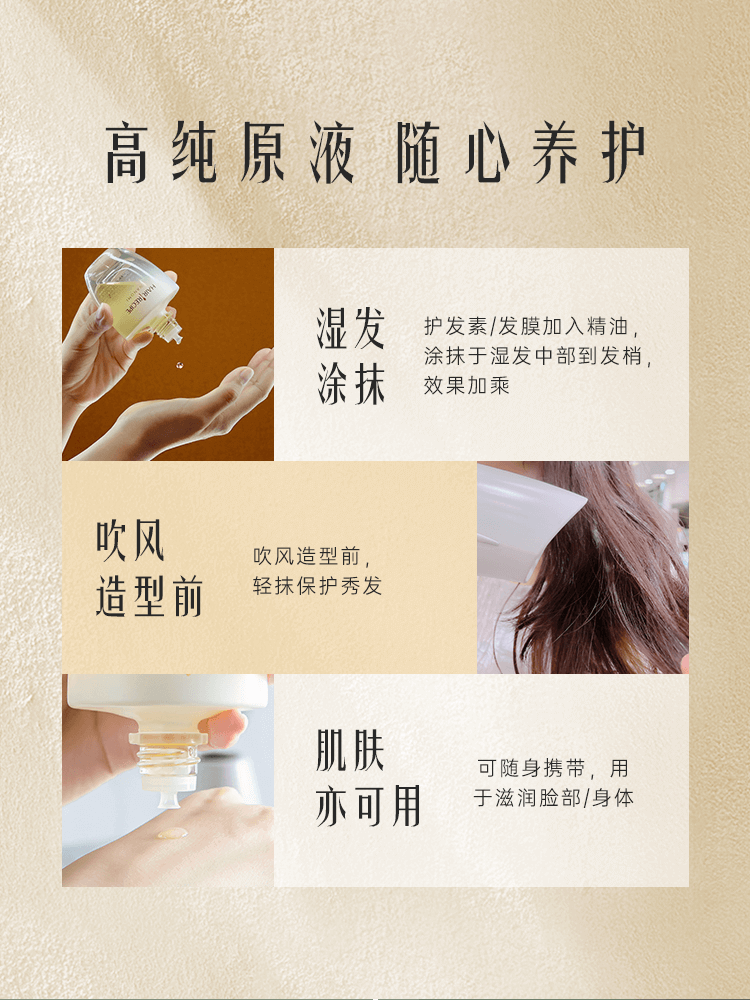 高纯原液 随心养护
HAIR RECIPE
湿发
涂抹
护发素/发膜加入精油，
涂抹于湿发中部到发梢，
效果加乘
吹风
造型前
吹风造型前，
轻抹保护秀发
肌肤
亦可用
可随身携带，用
于滋润脸部/身体